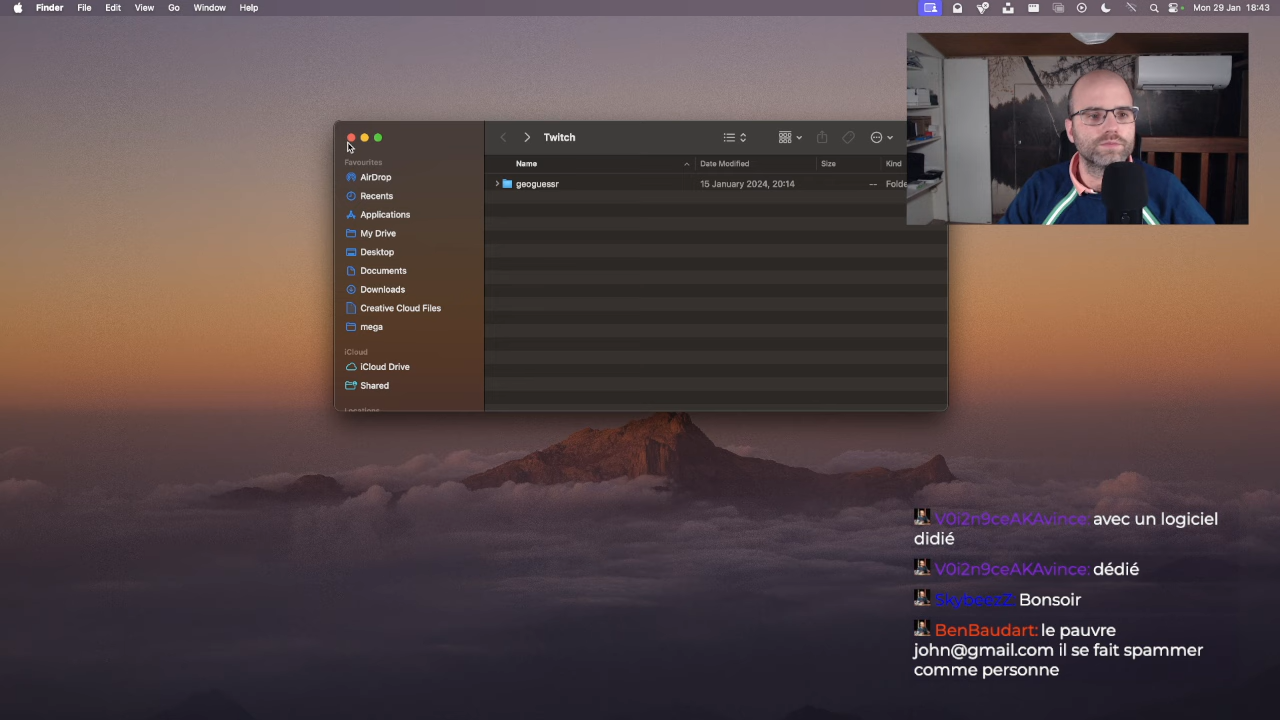 Finder File Edit View Go Window Help
Mon 29 Jan 18:43
Twitch
Favourites
AirDrop
Recents
Applications
My Drive
Desktop
Documents
Downloads
Creative Cloud Files
mega
iCloud
iCloud Drive
Shared
Locations
Name Date Modified Size Kind
geoguessr 15 January 2024, 20:14 -- Folde
V0i2n9ceAKAvince: avec un logiciel
didié
V0i2n9ceAKAvince: dédié
SkybeezZ: Bonsoir
BenBaudart: le pauvre
john@gmail.com il se fait spammer
comme personne